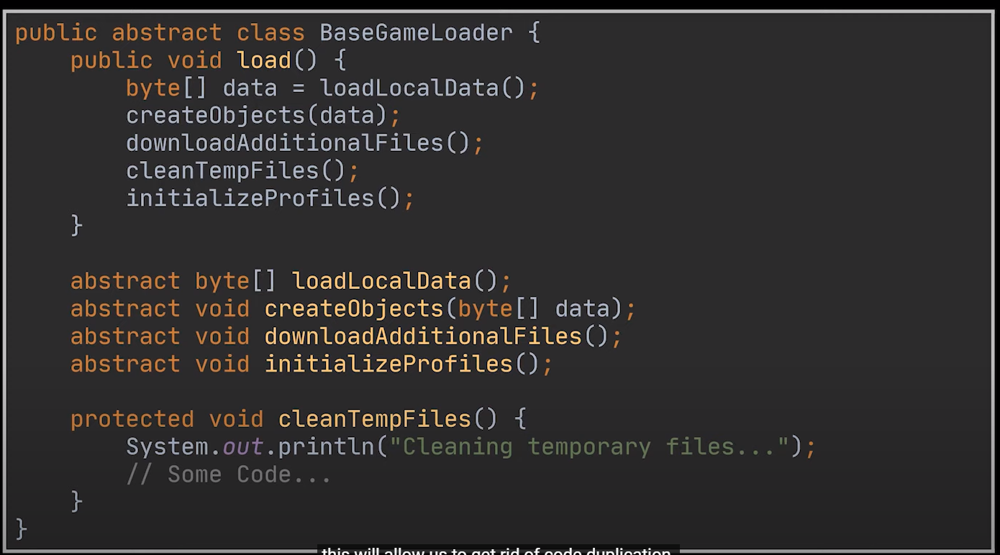 public abstract class BaseGameLoader {
    public void load() {
        byte[] data = loadLocalData();
        createObjects(data);
        downloadAdditionalFiles();
        cleanTempFiles();
        initializeProfiles();
    }

    abstract byte[] loadLocalData();
    abstract void createObjects(byte[] data);
    abstract void downloadAdditionalFiles();
    abstract void initializeProfiles();

    protected void cleanTempFiles() {
        System.out.println("Cleaning temporary files...");
        // Some Code...
    }
}
this will allow us to get rid of code duplication